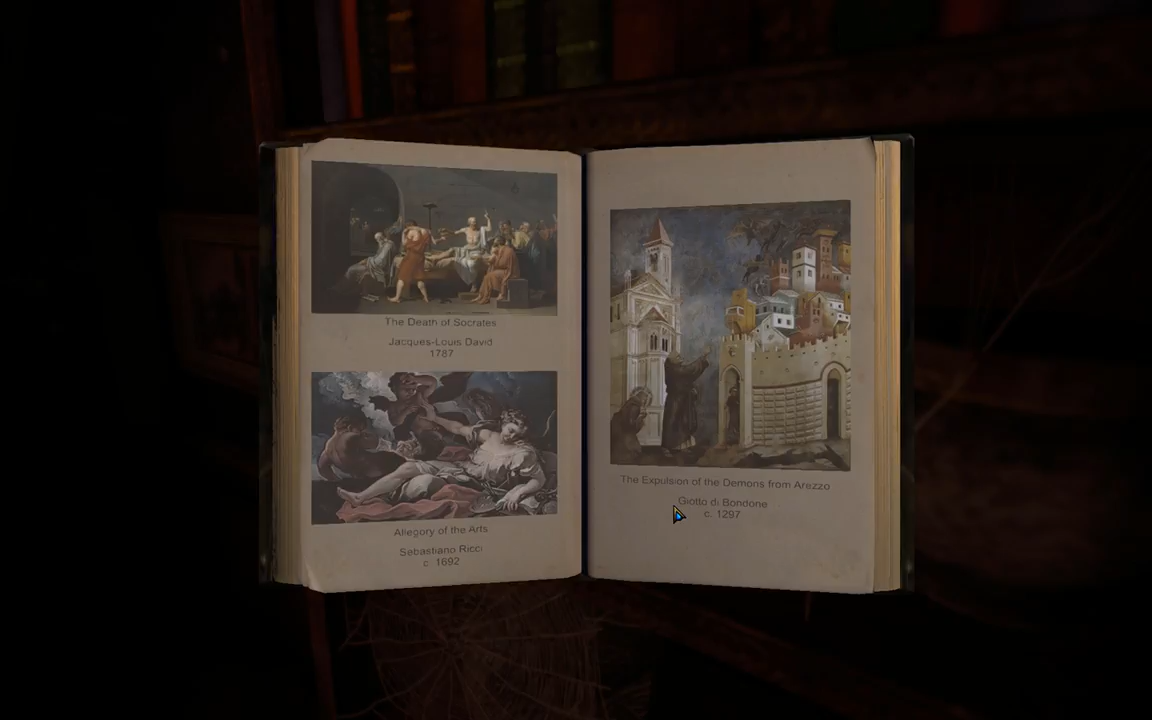 The Death of Socrates
Jacques-Louis David
1787
Allegory of the Arts
Sebastiano Ricci
c 1692
The Expulsion of the Demons from Arezzo
Giotto di Bondone
c. 1297